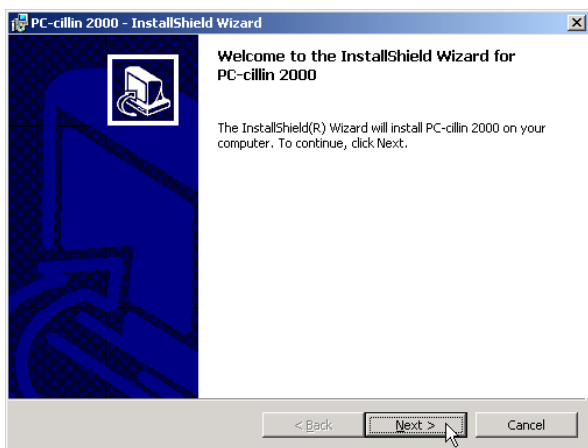 PC-cillin 2000 - InstallShield Wizard
Welcome to the InstallShield Wizard for
PC-cillin 2000
The InstallShield(R) Wizard will install PC-cillin 2000 on your
computer. To continue, click Next.
< Back
Next >
Cancel